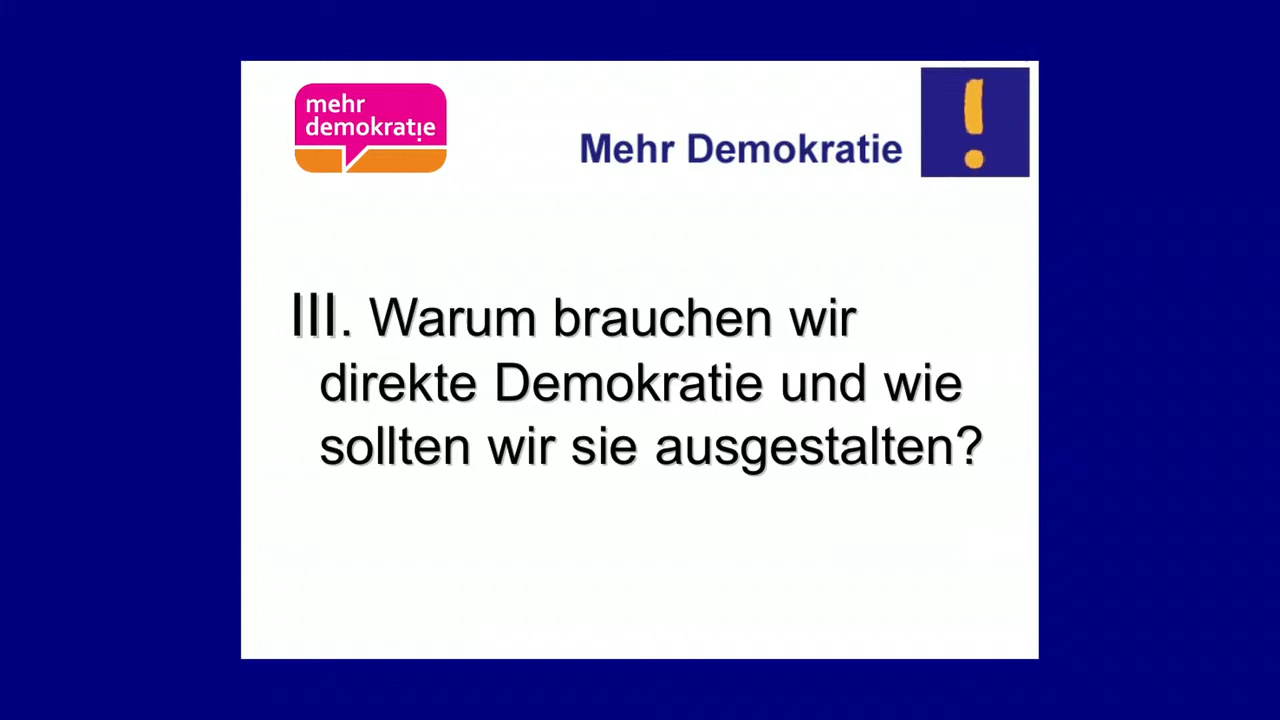 mehr
demokratie
Mehr Demokratie
!
III. Warum brauchen wir
direkte Demokratie und wie
sollten wir sie ausgestalten?